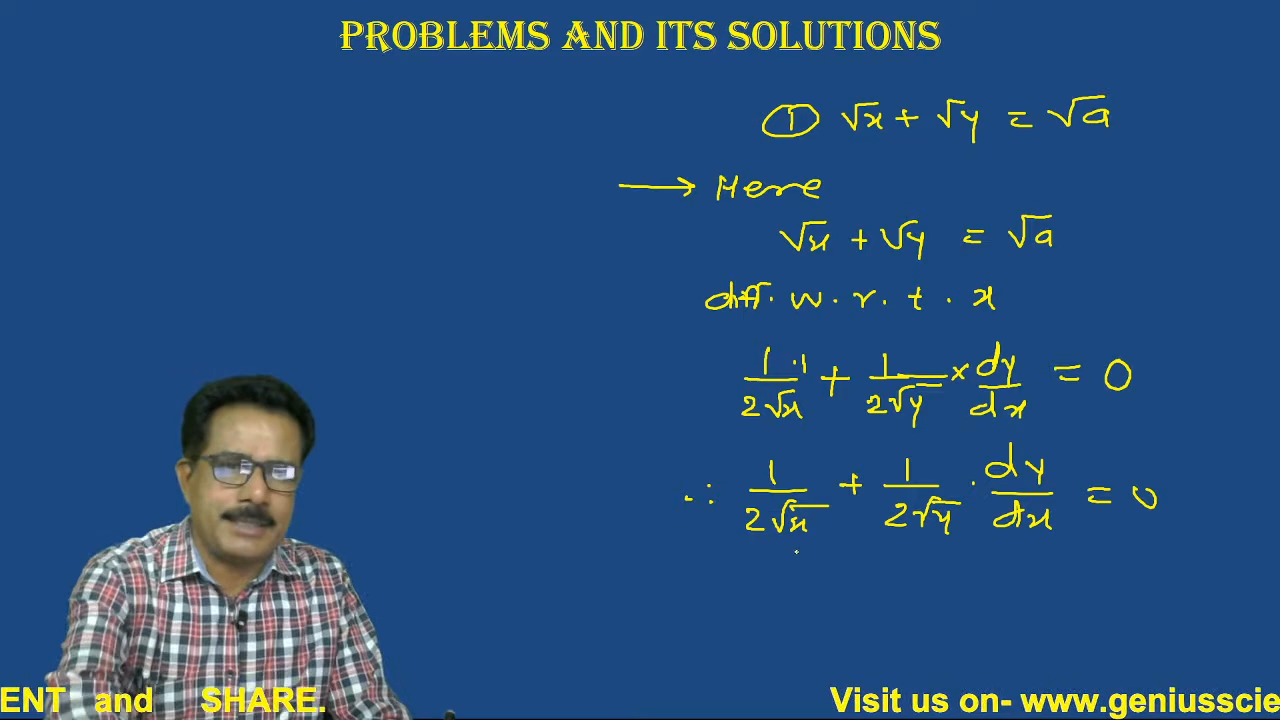 PROBLEMS AND ITS SOLUTIONS
① √x + √y = √a
→ Here
√x + √y = √a
diff. w.r.t. x
1/2√x · 1 + 1/2√y × dy/dx = 0
∴ 1/2√x + 1/2√y · dy/dx = 0
ENT and SHARE. Visit us on- www.geniusscie